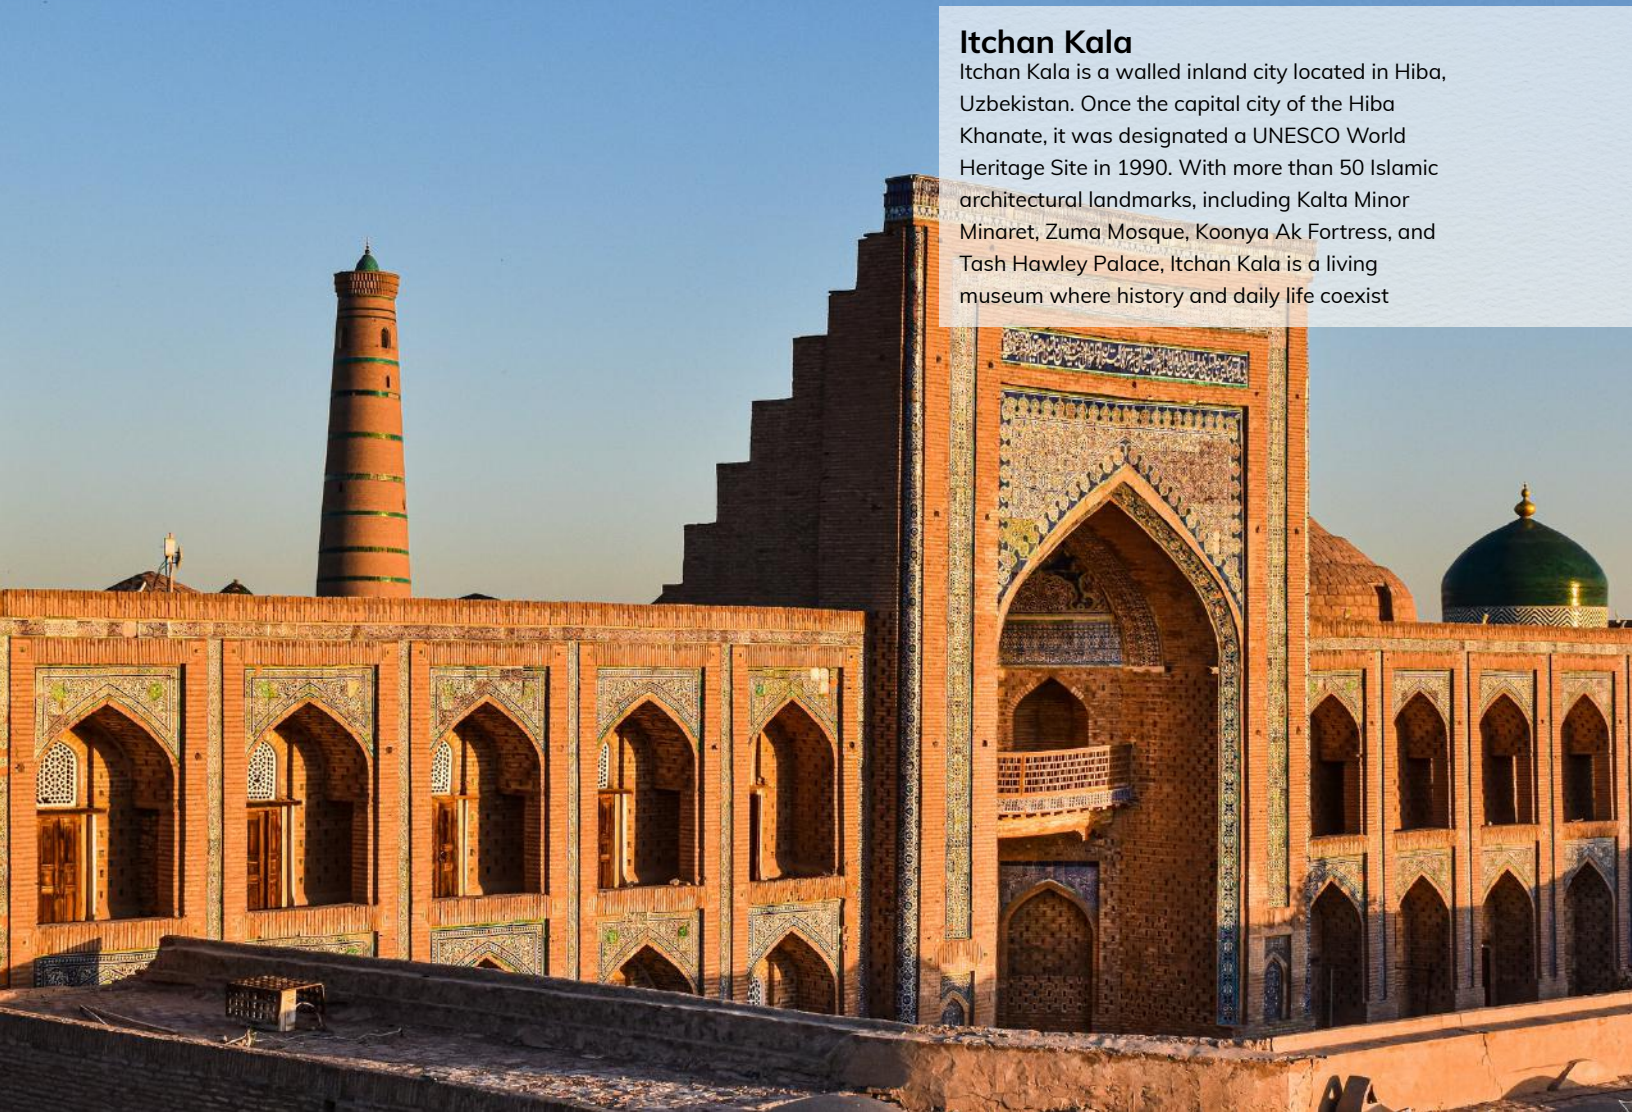 Itchan Kala
Itchan Kala is a walled inland city located in Hiba,
Uzbekistan. Once the capital city of the Hiba
Khanate, it was designated a UNESCO World
Heritage Site in 1990. With more than 50 Islamic
architectural landmarks, including Kalta Minor
Minaret, Zuma Mosque, Koonya Ak Fortress, and
Tash Hawley Palace, Itchan Kala is a living
museum where history and daily life coexist